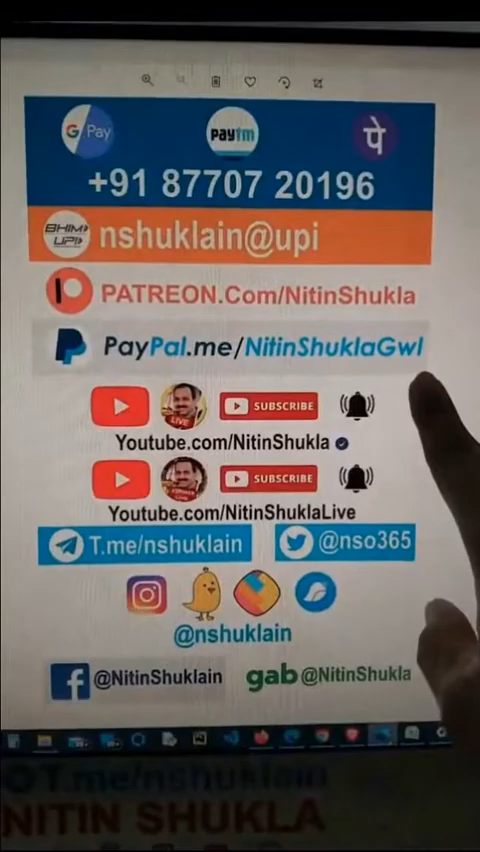 G Pay paytm पे
+91 87707 20196
BHIM UPI nshuklain@upi
PATREON.Com/NitinShukla
PayPal.me/NitinShuklaGwl
LIVE SUBSCRIBE
Youtube.com/NitinShukla
SUBSCRIBE
Youtube.com/NitinShuklaLive
T.me/nshuklain @nso365
@nshuklain
@NitinShuklain gab@NitinShukla
T.me/nshuklain
NITIN SHUKLA